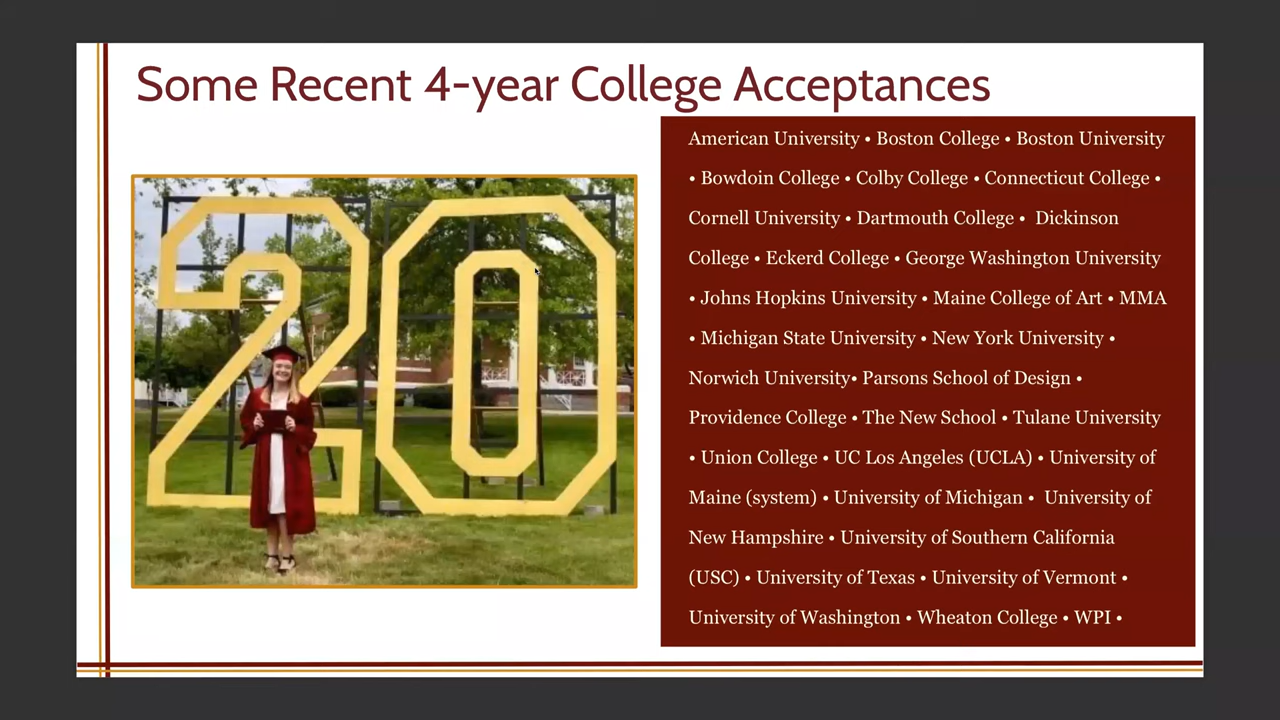 Some Recent 4-year College Acceptances
American University • Boston College • Boston University
• Bowdoin College • Colby College • Connecticut College •
Cornell University • Dartmouth College • Dickinson
College • Eckerd College • George Washington University
• Johns Hopkins University • Maine College of Art • MMA
• Michigan State University • New York University •
Norwich University• Parsons School of Design •
Providence College • The New School • Tulane University
• Union College • UC Los Angeles (UCLA) • University of
Maine (system) • University of Michigan • University of
New Hampshire • University of Southern California
(USC) • University of Texas • University of Vermont •
University of Washington • Wheaton College • WPI •
20